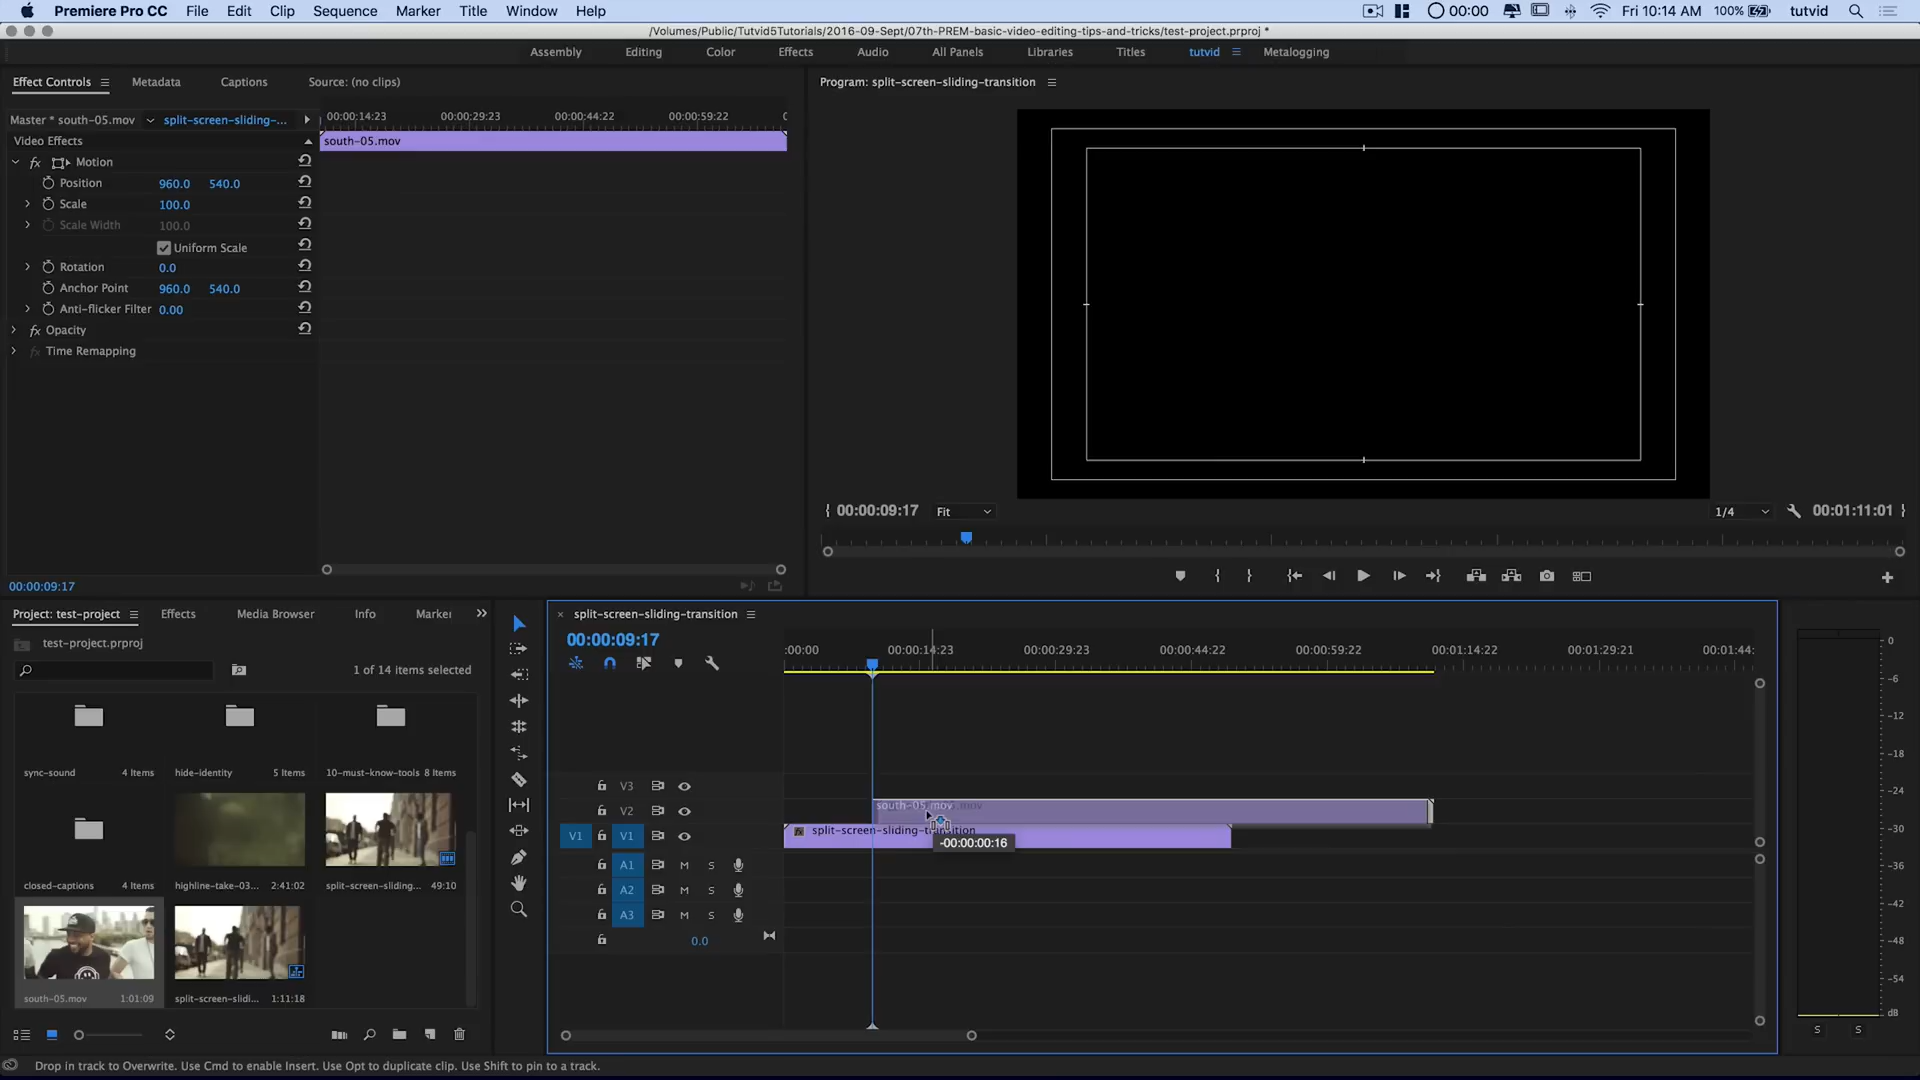 Premiere Pro CC File Edit Clip Sequence Marker Title Window Help 00:00 Fri 10:14 AM 100% tutvid
/Volumes/Public/Tutvid5Tutorials/2016-09-Sept/07th-PREM-basic-video-editing-tips-and-tricks/test-project.prproj *
Assembly Editing Color Effects Audio All Panels Libraries Titles tutvid Metalogging
Effect Controls Metadata Captions Source: (no clips) Program: split-screen-sliding-transition
Master * south-05.mov split-screen-sliding-... 00:00:14:23 00:00:29:23 00:00:44:22 00:00:59:22
Video Effects south-05.mov
fx Motion
Position 960.0 540.0
Scale 100.0
Scale Width 100.0
Uniform Scale
Rotation 0.0
Anchor Point 960.0 540.0
Anti-flicker Filter 0.00
fx Opacity
fx Time Remapping
00:00:09:17 Fit 1/4 00:01:11:01
00:00:09:17
Project: test-project Effects Media Browser Info Marker split-screen-sliding-transition
test-project.prproj 00:00:09:17
1 of 14 items selected
:00:00 00:00:14:23 00:00:29:23 00:00:44:22 00:00:59:22 00:01:14:22 00:01:29:21 00:01:44:
sync-sound 4 Items hide-identity 5 Items 10-must-know-tools 8 Items
closed-captions 4 Items highline-take-03... 2:41:02 split-screen-sliding... 49:10
south-05.mov 1:01:09 split-screen-slidi... 1:11:18
V3
V2 south-05.mov
V1 V1 split-screen-sliding-transition
-00:00:00:16
A1 M S
A2 M S
A3 M S
0.0
0
-6
-12
-18
-24
-30
-36
-42
-48
-54
dB
S S
Drop in track to Overwrite. Use Cmd to enable Insert. Use Opt to duplicate clip. Use Shift to pin to a track.